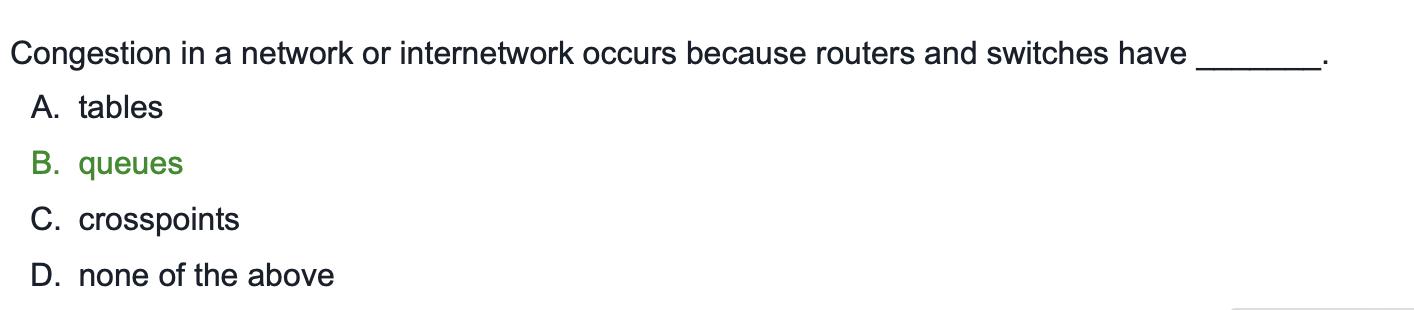 Congestion in a network or internetwork occurs because routers and switches have _______.
A. tables
B. queues
C. crosspoints
D. none of the above